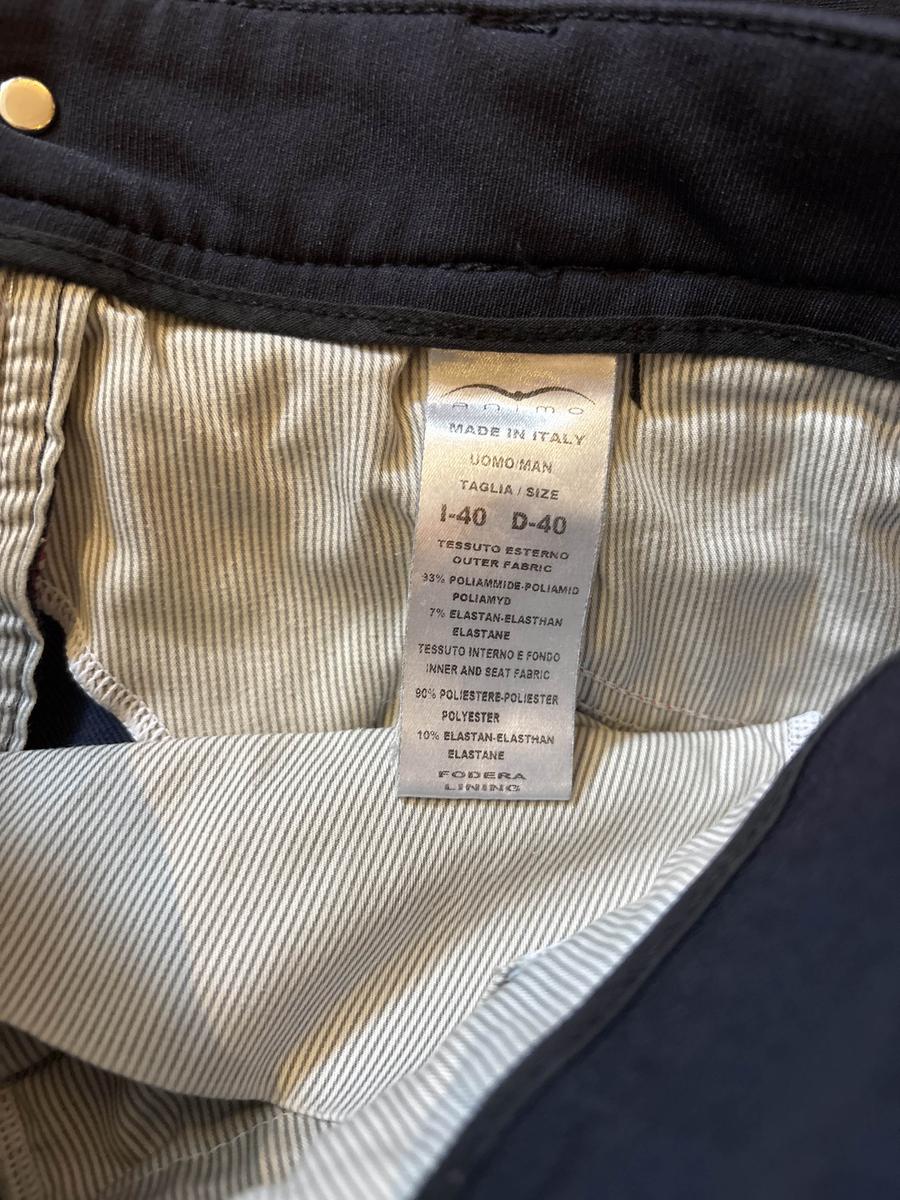 animo
MADE IN ITALY
UOMO/MAN
TAGLIA / SIZE
I-40 D-40
TESSUTO ESTERNO
OUTER FABRIC
93% POLIAMMIDE-POLIAMID
POLIAMYD
7% ELASTAN-ELASTHAN
ELASTANE
TESSUTO INTERNO E FONDO
INNER AND SEAT FABRIC
90% POLIESTERE-POLIESTER
POLYESTER
10% ELASTAN-ELASTHAN
ELASTANE
FODERA
LINING